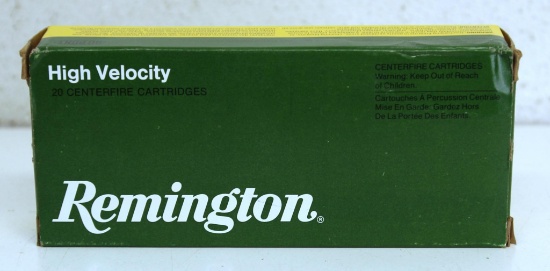 High Velocity
20 CENTERFIRE CARTRIDGES
CENTERFIRE CARTRIDGES
Warning: Keep Out of Reach
of Children.
Cartouches À Percussion Centrale
Mise En Garde: Gardez Hors
De La Portée Des Enfants.
Remington®